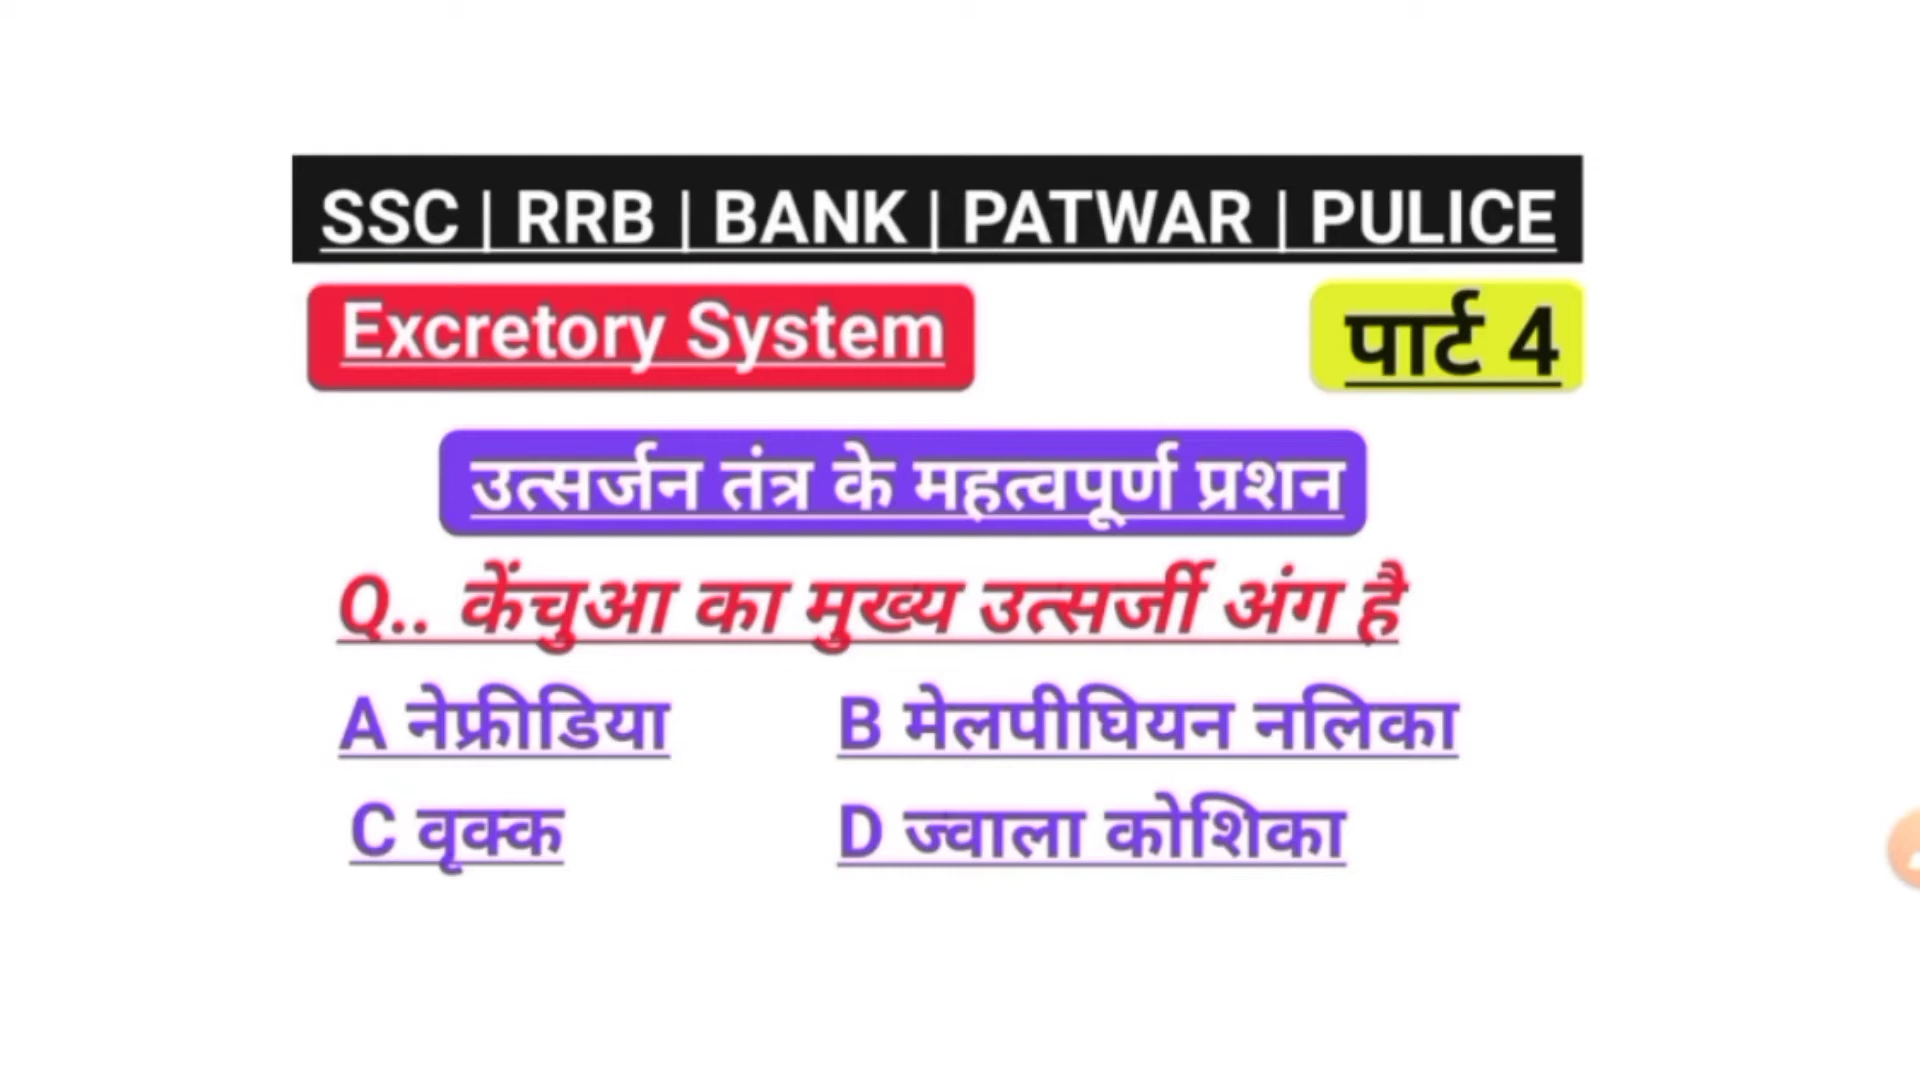 SSC | RRB | BANK | PATWAR | PULICE
Excretory System पार्ट 4
उत्सर्जन तंत्र के महत्वपूर्ण प्रशन
Q.. केंचुआ का मुख्य उत्सर्जी अंग है
A नेफ्रीडिया B मेलपीघियन नलिका
C वृक्क D ज्वाला कोशिका